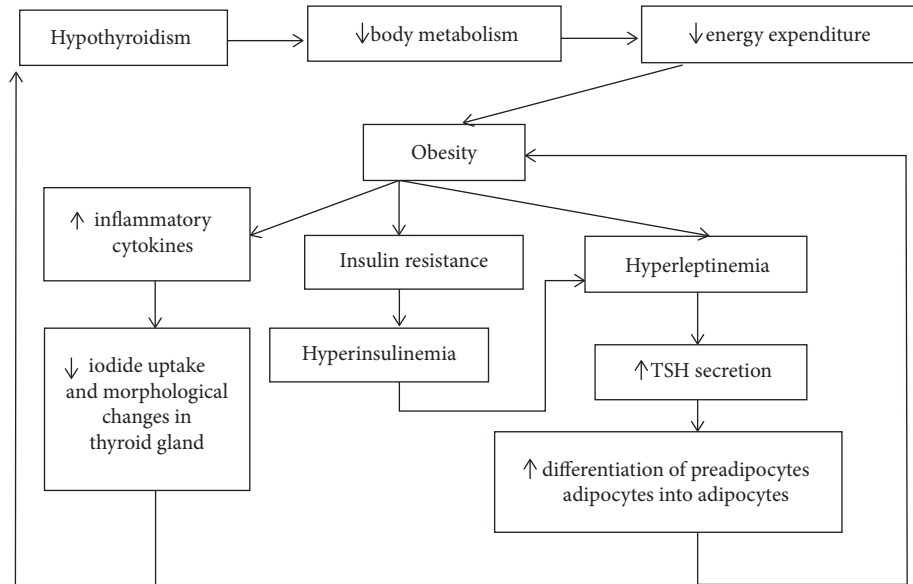 Hypothyroidism
↓body metabolism
↓ energy expenditure
Obesity
↑ inflammatory
cytokines
Insulin resistance
Hyperleptinemia
↓ iodide uptake
and morphological
changes in
thyroid gland
Hyperinsulinemia
↑TSH secretion
↑ differentiation of preadipocytes
adipocytes into adipocytes